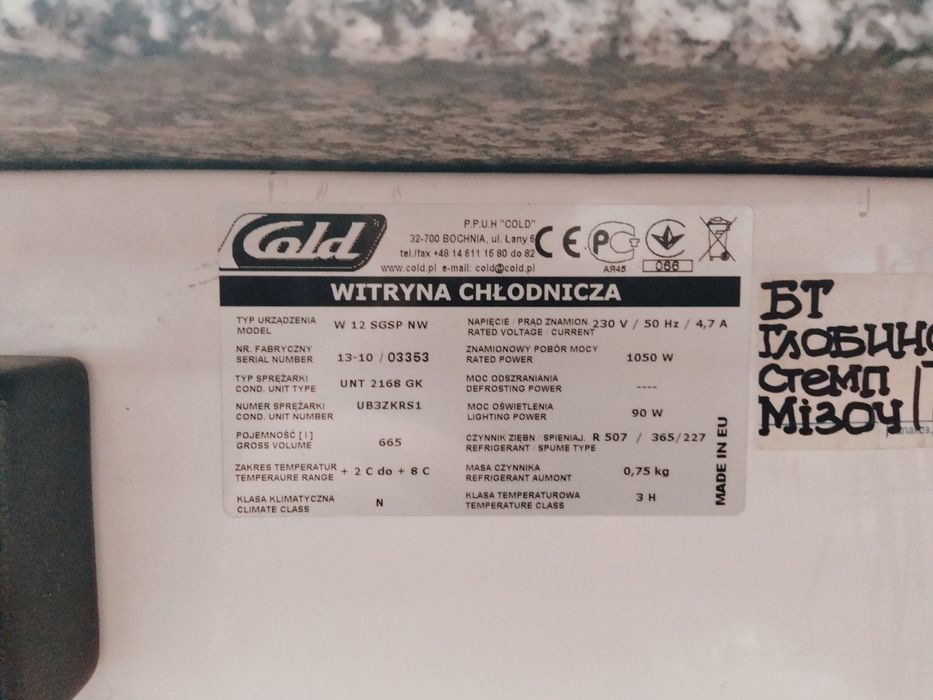 Cold
P.P.U.H "COLD"
32-700 BOCHNIA, ul. Łany 6
tel./fax +48 14 611 15 80 do 82
www.cold.pl e-mail: cold@cold.pl
CE
АЯ45
066
WITRYNA CHŁODNICZA
TYP URZĄDZENIA
MODEL
W 12 SGSP NW
NR. FABRYCZNY
SERIAL NUMBER
13-10 / 03353
TYP SPRĘŻARKI
COND. UNIT TYPE
UNT 2168 GK
NUMER SPRĘŻARKI
COND. UNIT NUMBER
UB3ZKRS1
POJEMNOŚĆ [l]
GROSS VOLUME
665
ZAKRES TEMPERATUR
TEMPERAURE RANGE
+ 2 C do + 8 C
KLASA KLIMATYCZNA
CLIMATE CLASS
N
NAPIĘCIE / PRĄD ZNAMION.
RATED VOLTAGE / CURRENT
230 V / 50 Hz / 4,7 A
ZNAMIONOWY POBÓR MOCY
RATED POWER
1050 W
MOC ODSZRANIANIA
DEFROSTING POWER
----
MOC OŚWIETLENIA
LIGHTING POWER
90 W
CZYNNIK ZIĘBN / SPIENIAJ.
REFRIGERANT / SPUME TYPE
R 507 / 365/227
MASA CZYNNIKA
REFRIGERANT AUMONT
0,75 kg
KLASA TEMPERATUROWA
TEMPERATURE CLASS
3 H
MADE IN EU
БТ
ГЛОБИНО
Стемп
Мізоч